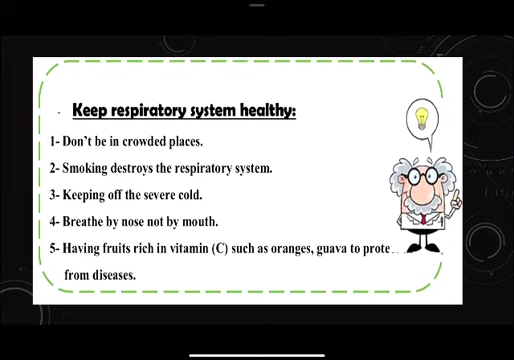 Keep respiratory system healthy:
1- Don't be in crowded places.
2- Smoking destroys the respiratory system.
3- Keeping off the severe cold.
4- Breathe by nose not by mouth.
5- Having fruits rich in vitamin (C) such as oranges, guava to prote
from diseases.